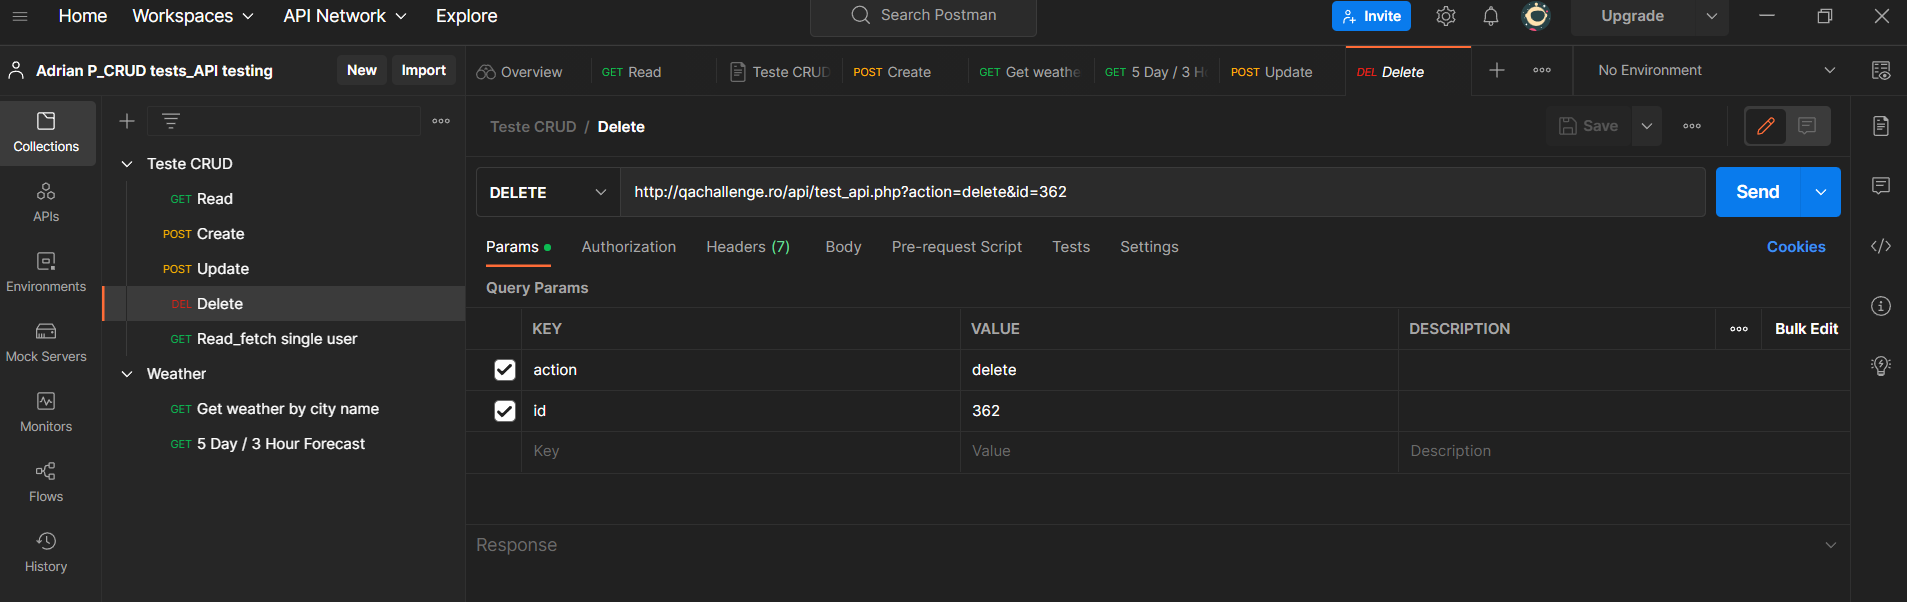 Home Workspaces API Network Explore Search Postman Invite Upgrade
Adrian P_CRUD tests_API testing New Import
Overview GET Read Teste CRUD POST Create GET Get weathe GET 5 Day / 3 H POST Update DEL Delete No Environment
Collections
APIs
Environments
Mock Servers
Monitors
Flows
History
Teste CRUD
GET Read
POST Create
POST Update
DEL Delete
GET Read_fetch single user
Weather
GET Get weather by city name
GET 5 Day / 3 Hour Forecast
Teste CRUD / Delete Save
DELETE http://qachallenge.ro/api/test_api.php?action=delete&id=362 Send
Params Authorization Headers (7) Body Pre-request Script Tests Settings Cookies
Query Params
KEY VALUE DESCRIPTION Bulk Edit
action delete
id 362
Key Value Description
Response